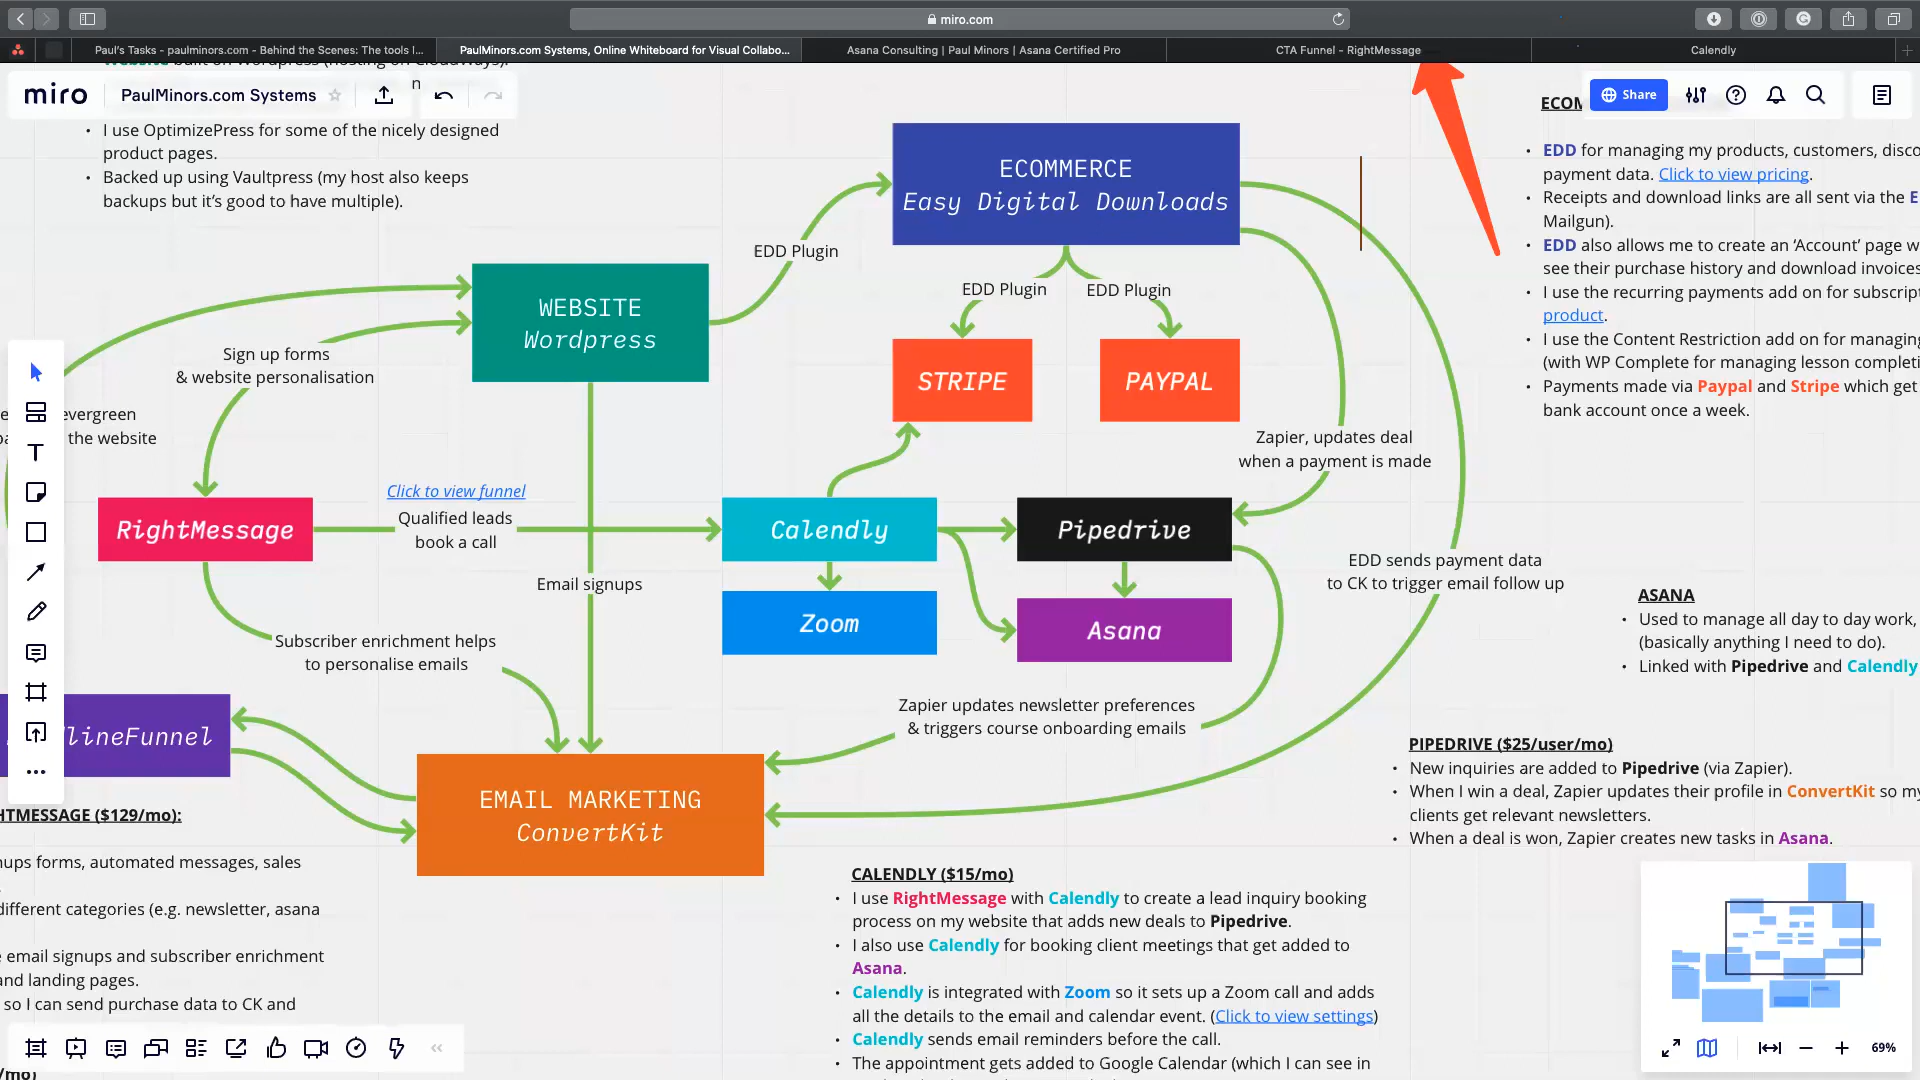 miro.com
Paul's Tasks - paulminors.com - Behind the Scenes: The tools I...
PaulMinors.com Systems, Online Whiteboard for Visual Collabo...
Asana Consulting | Paul Minors | Asana Certified Pro
CTA Funnel - RightMessage
Calendly
miro
PaulMinors.com Systems
Share
• I use OptimizePress for some of the nicely designed
product pages.
• Backed up using Vaultpress (my host also keeps
backups but it's good to have multiple).
ECOMMERCE
Easy Digital Downloads
EDD Plugin
EDD Plugin
EDD Plugin
WEBSITE
Wordpress
STRIPE
PAYPAL
Sign up forms
& website personalisation
evergreen
the website
Zapier, updates deal
when a payment is made
Click to view funnel
Qualified leads
book a call
RightMessage
Calendly
Pipedrive
Email signups
Zoom
Asana
EDD sends payment data
to CK to trigger email follow up
Subscriber enrichment helps
to personalise emails
Zapier updates newsletter preferences
& triggers course onboarding emails
lineFunnel
EMAIL MARKETING
ConvertKit
ECOM
• EDD for managing my products, customers, disco
payment data. Click to view pricing.
• Receipts and download links are all sent via the E
Mailgun).
• EDD also allows me to create an 'Account' page w
see their purchase history and download invoices
• I use the recurring payments add on for subscript
product.
• I use the Content Restriction add on for managing
(with WP Complete for managing lesson completi
• Payments made via Paypal and Stripe which get
bank account once a week.
ASANA
• Used to manage all day to day work,
(basically anything I need to do).
• Linked with Pipedrive and Calendly
PIPEDRIVE ($25/user/mo)
• New inquiries are added to Pipedrive (via Zapier).
• When I win a deal, Zapier updates their profile in ConvertKit so my
clients get relevant newsletters.
• When a deal is won, Zapier creates new tasks in Asana.
HTMESSAGE ($129/mo):
nups forms, automated messages, sales
different categories (e.g. newsletter, asana
e email signups and subscriber enrichment
and landing pages.
so I can send purchase data to CK and
CALENDLY ($15/mo)
• I use RightMessage with Calendly to create a lead inquiry booking
process on my website that adds new deals to Pipedrive.
• I also use Calendly for booking client meetings that get added to
Asana.
• Calendly is integrated with Zoom so it sets up a Zoom call and adds
all the details to the email and calendar event. (Click to view settings)
• Calendly sends email reminders before the call.
• The appointment gets added to Google Calendar (which I can see in
69%